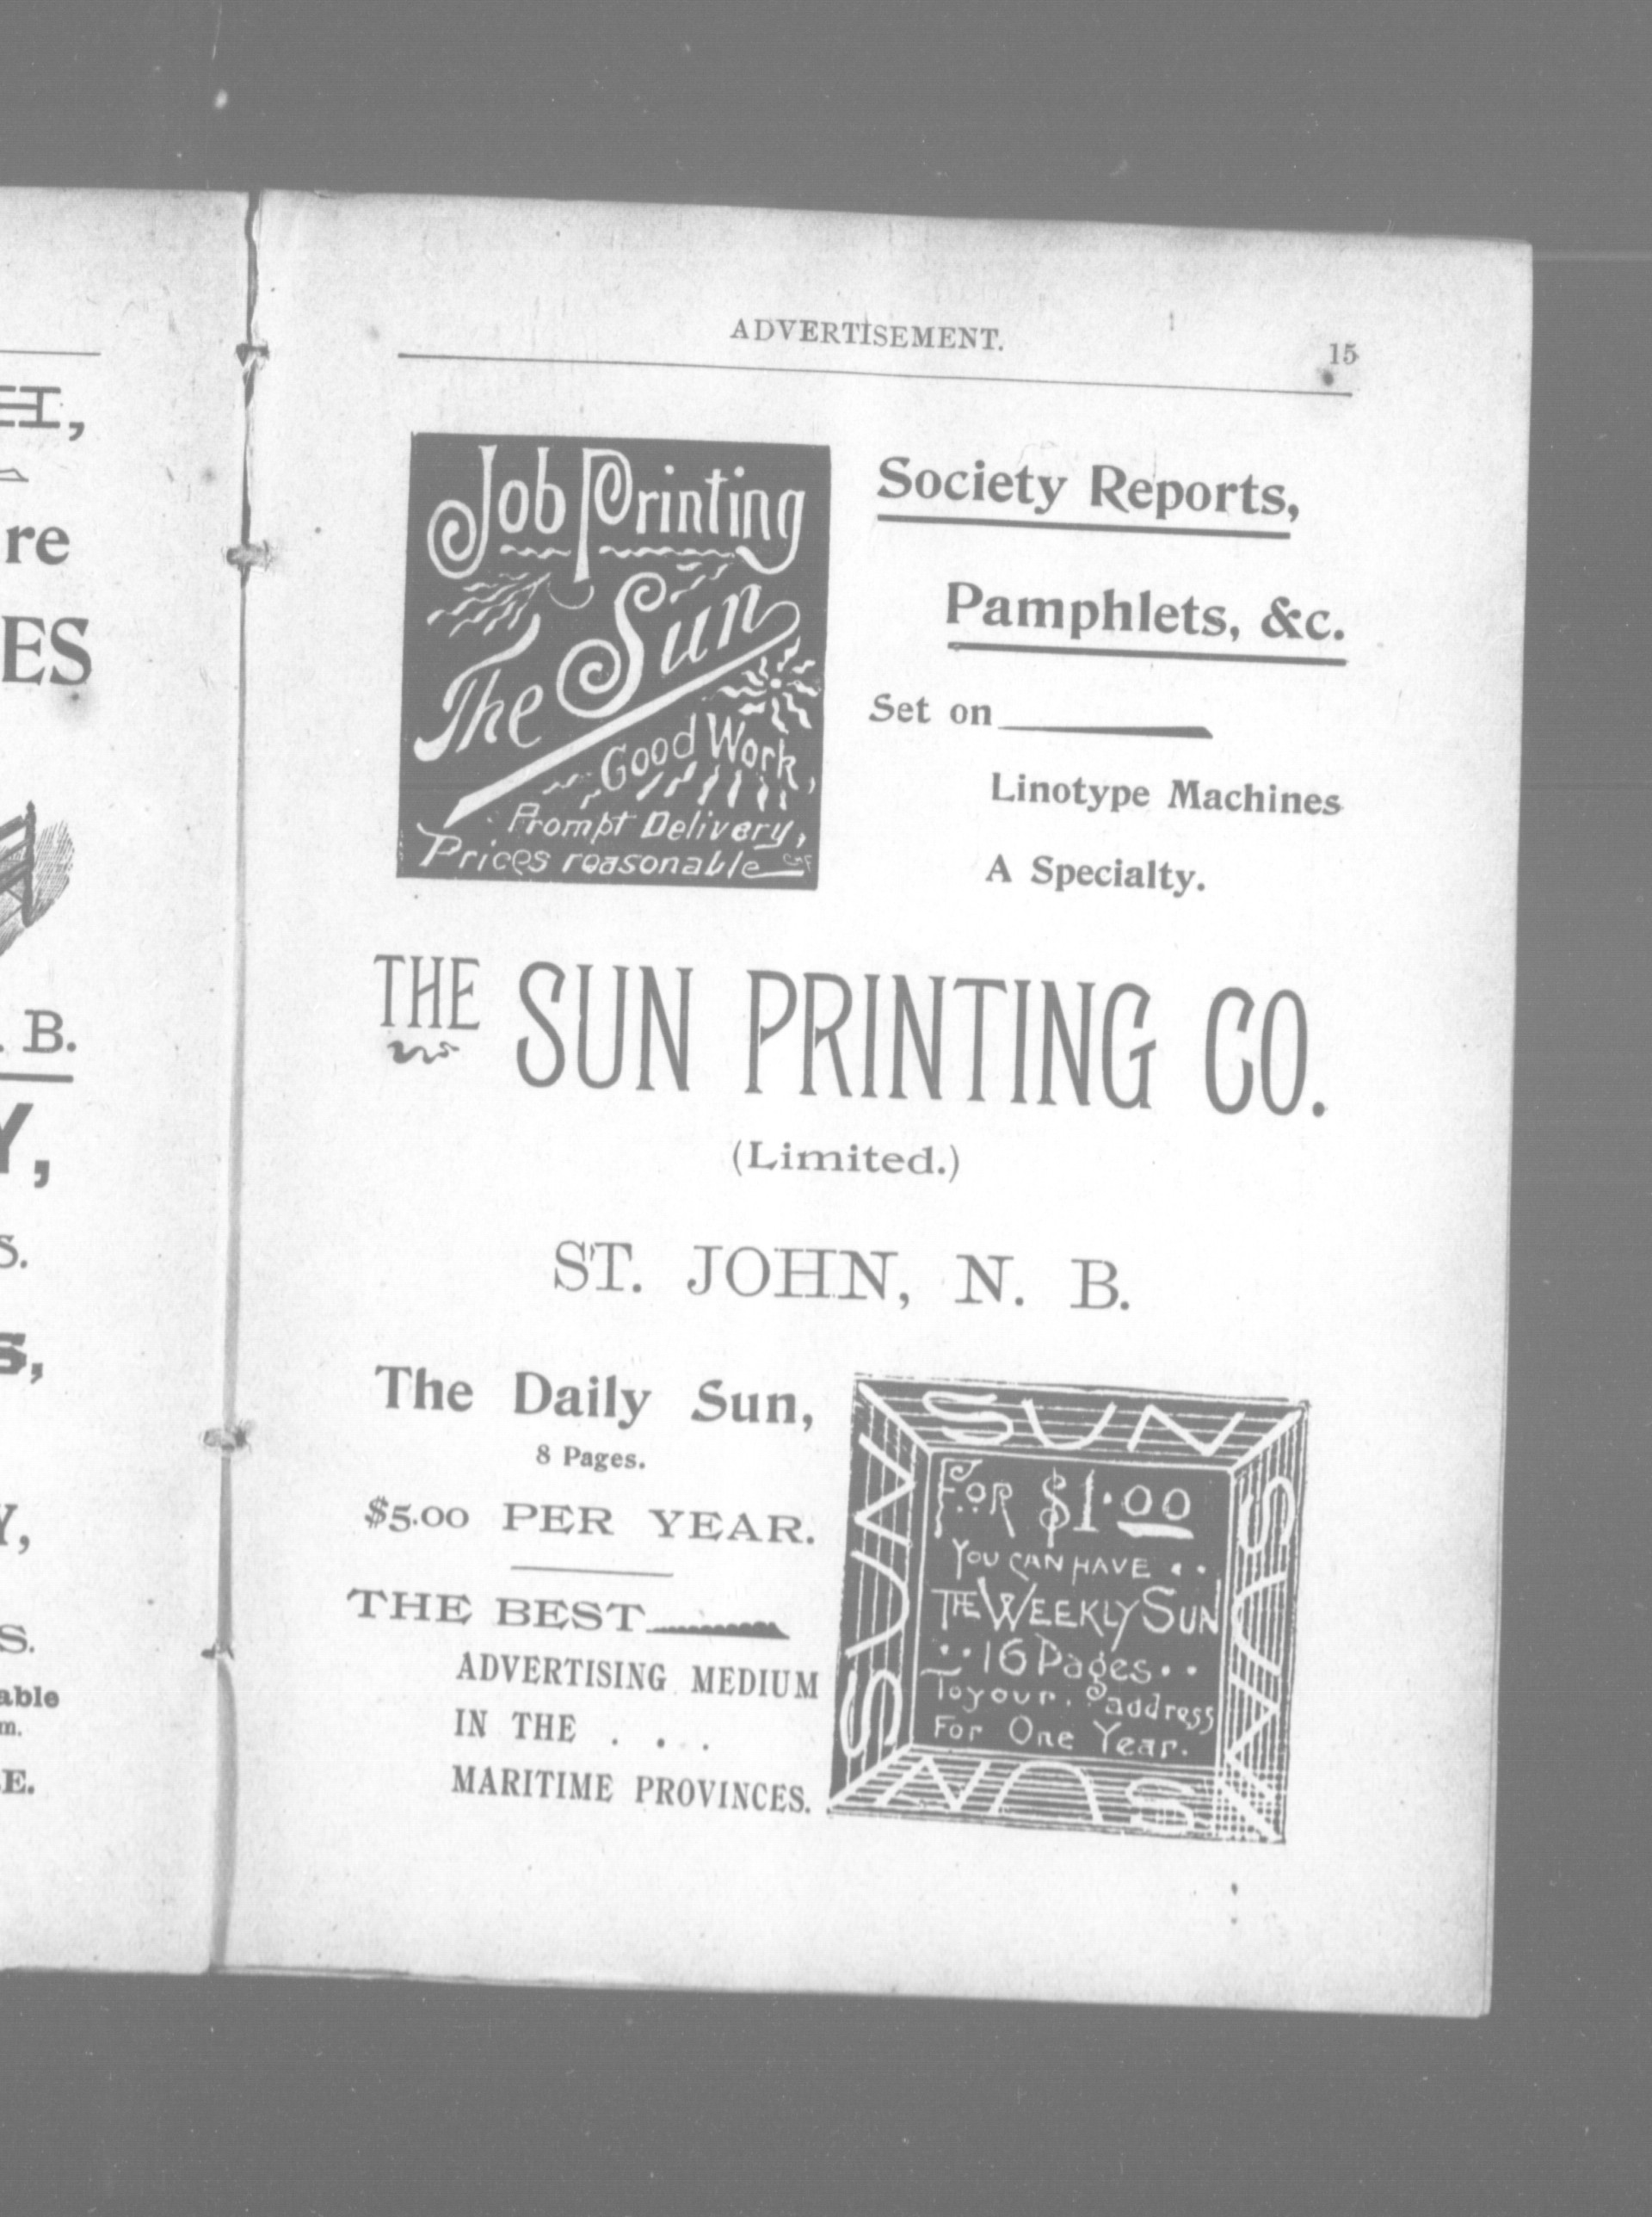 H,
re
ES
. B.
Y,
S.
S,
Y,
S.
able
m.
E.
ADVERTISEMENT.
15
Job Printing
The Sun
Good Work,
Prompt Delivery,
Prices reasonable
Society Reports,
Pamphlets, &c.
Set on
Linotype Machines
A Specialty.
THE SUN PRINTING CO.
(Limited.)
ST. JOHN, N. B.
The Daily Sun,
8 Pages.
$5.00 PER YEAR.
THE BEST
ADVERTISING MEDIUM
IN THE . . .
MARITIME PROVINCES.
SUN
SUN
SUN
SUN
FOR $1.00
YOU CAN HAVE . .
THE WEEKLY SUN
. . 16 Pages . .
To your address
For One Year.